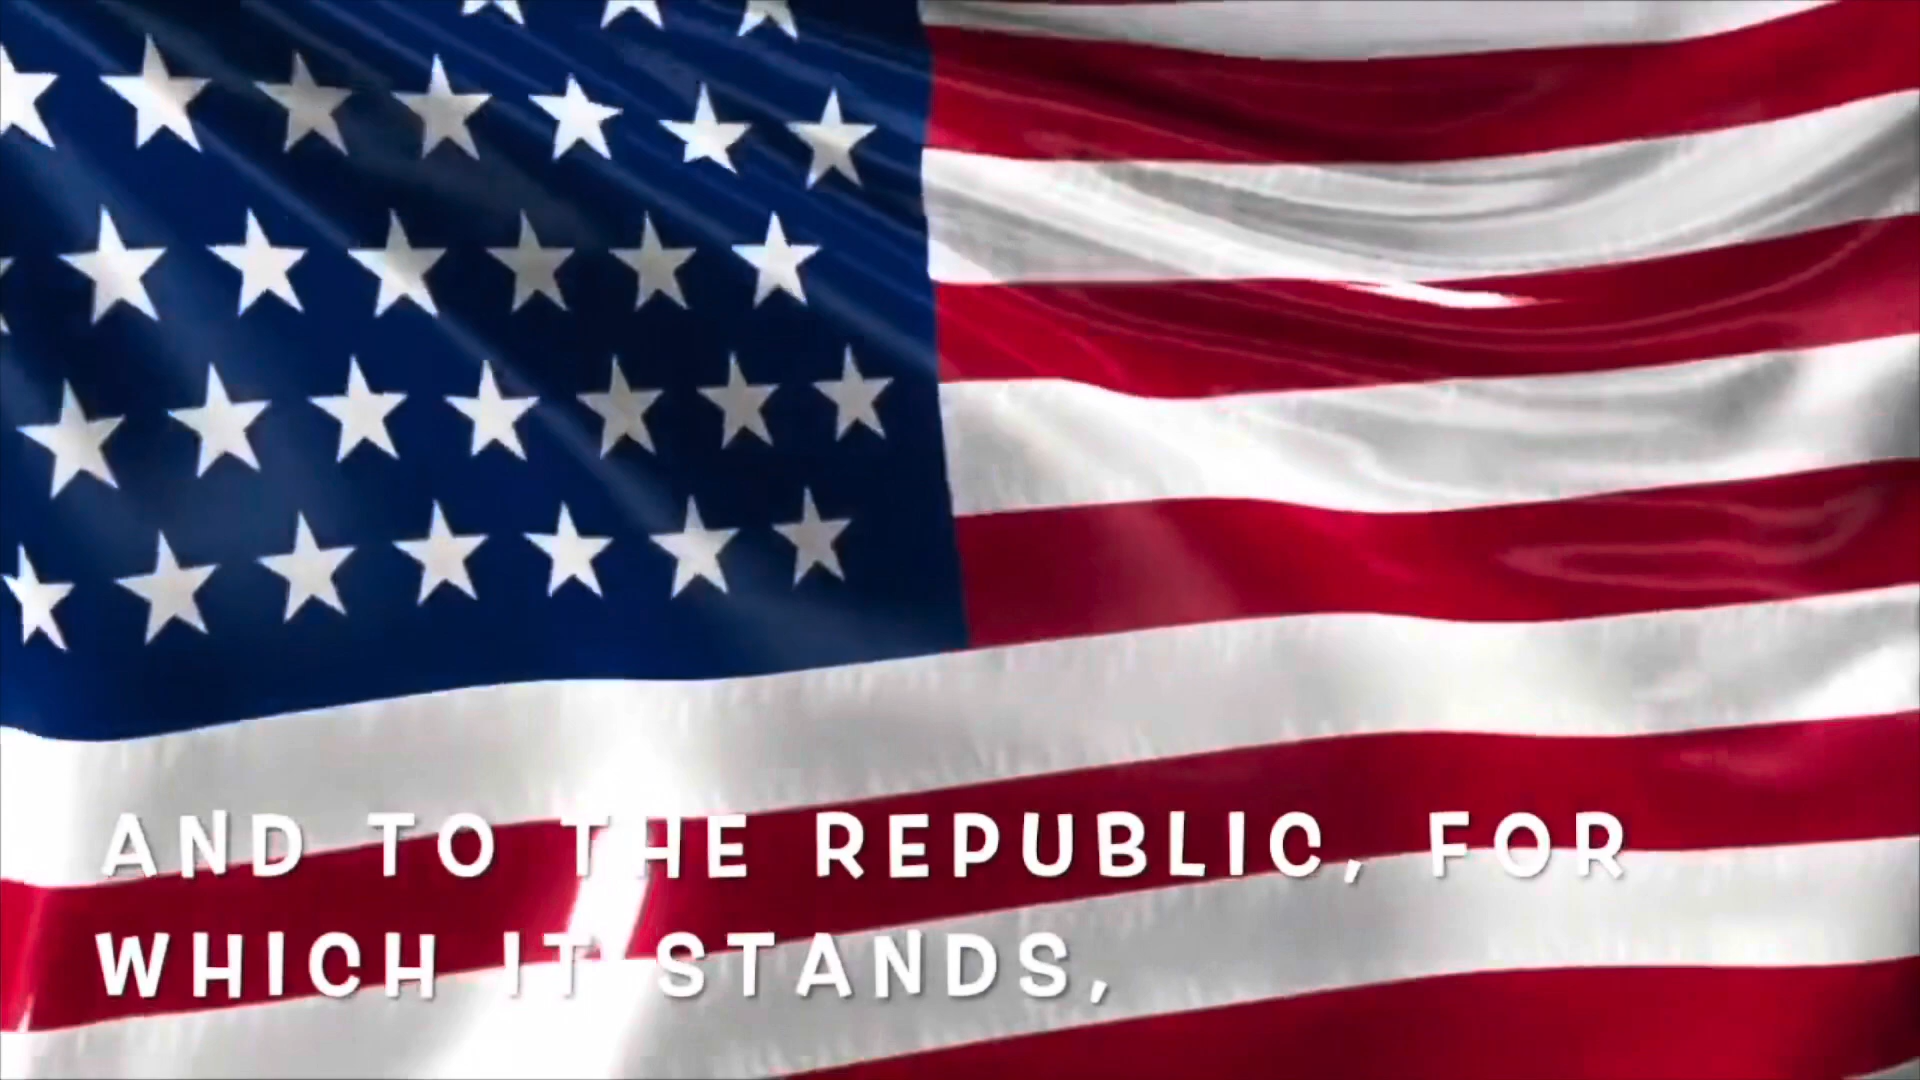 AND TO THE REPUBLIC, FOR
WHICH IT STANDS,